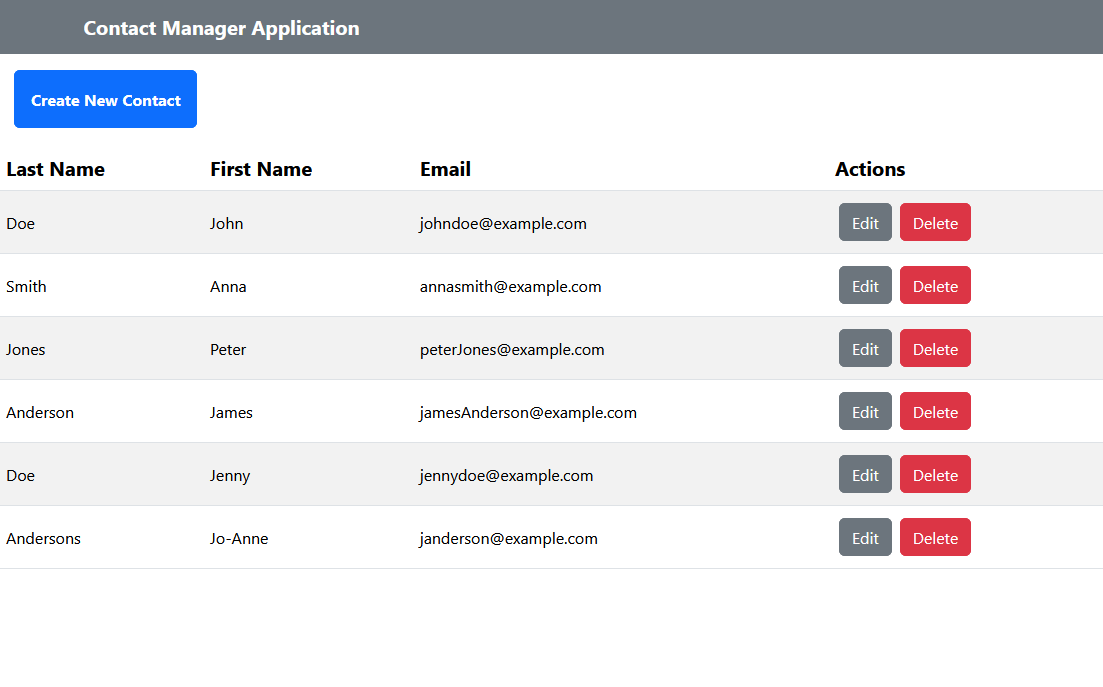 Contact Manager Application
Create New Contact
Last Name First Name Email Actions
Doe John johndoe@example.com Edit Delete
Smith Anna annasmith@example.com Edit Delete
Jones Peter peterJones@example.com Edit Delete
Anderson James jamesAnderson@example.com Edit Delete
Doe Jenny jennydoe@example.com Edit Delete
Andersons Jo-Anne janderson@example.com Edit Delete